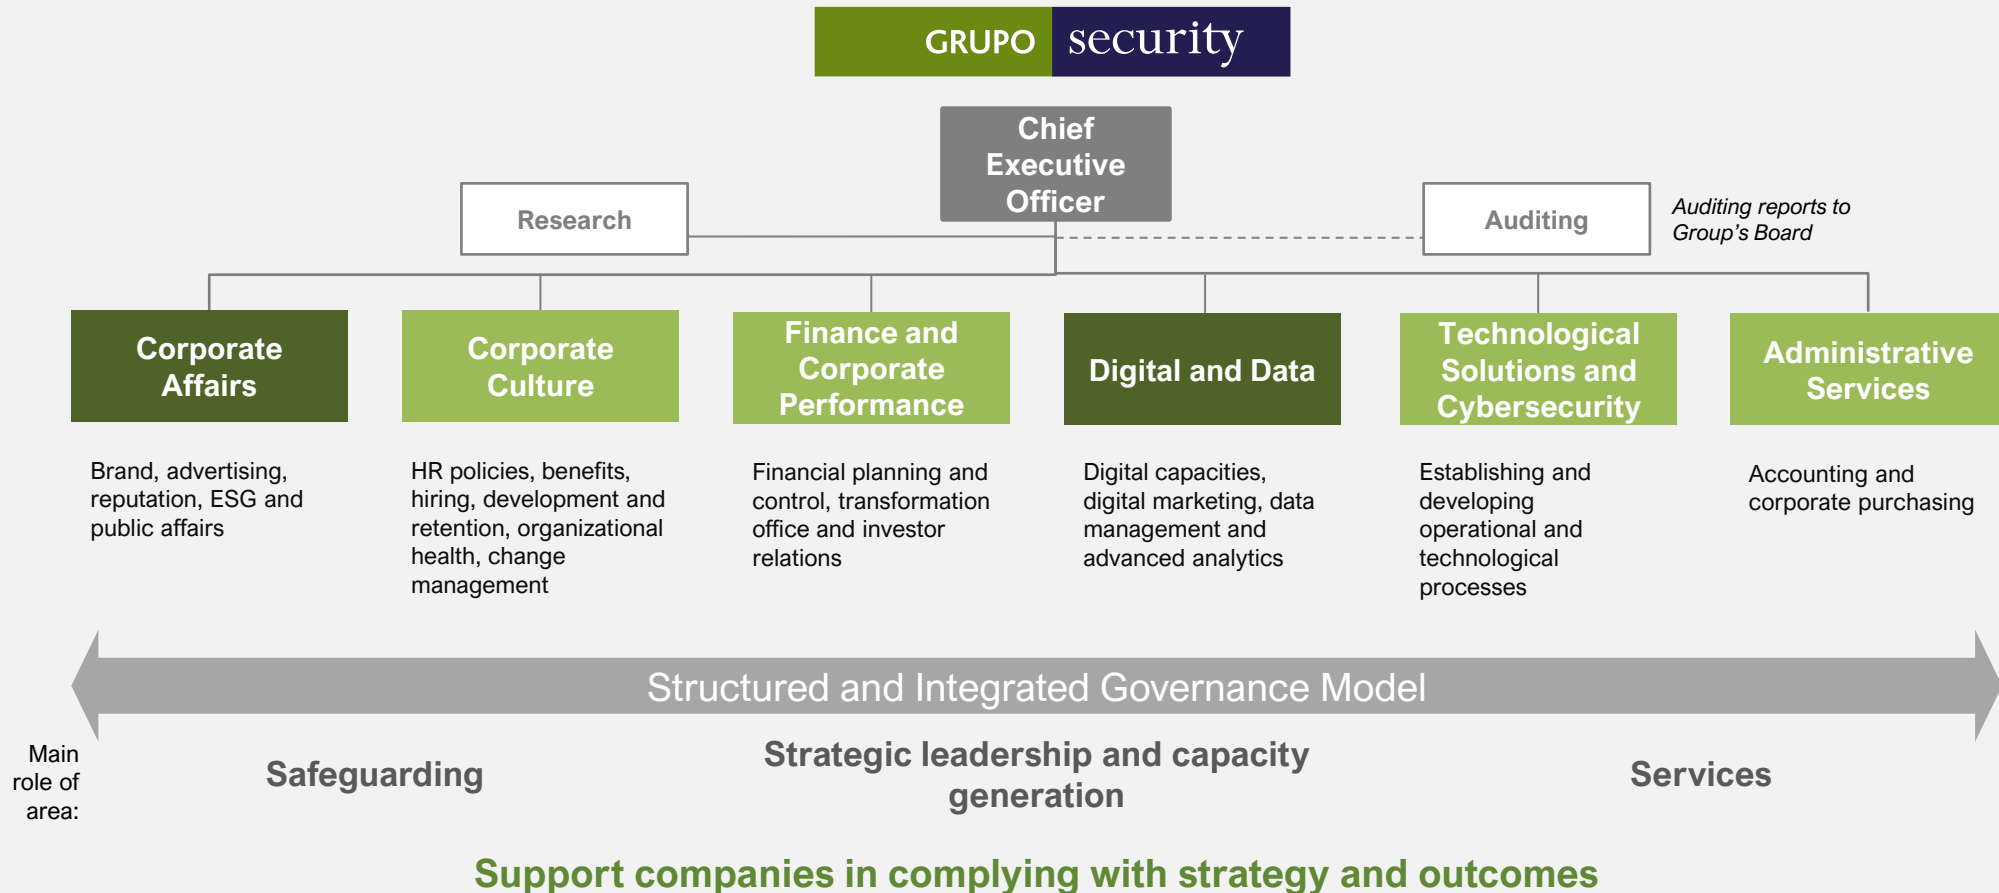 GRUPO security
Chief
Executive
Officer
Research
Auditing
Auditing reports to
Group's Board
Corporate
Affairs
Corporate
Culture
Finance and
Corporate
Performance
Digital and Data
Technological
Solutions and
Cybersecurity
Administrative
Services
Brand, advertising,
reputation, ESG and
public affairs
HR policies, benefits,
hiring, development and
retention, organizational
health, change
management
Financial planning and
control, transformation
office and investor
relations
Digital capacities,
digital marketing, data
management and
advanced analytics
Establishing and
developing
operational and
technological
processes
Accounting and
corporate purchasing
Structured and Integrated Governance Model
Main
role of
area:
Safeguarding
Strategic leadership and capacity
generation
Services
Support companies in complying with strategy and outcomes